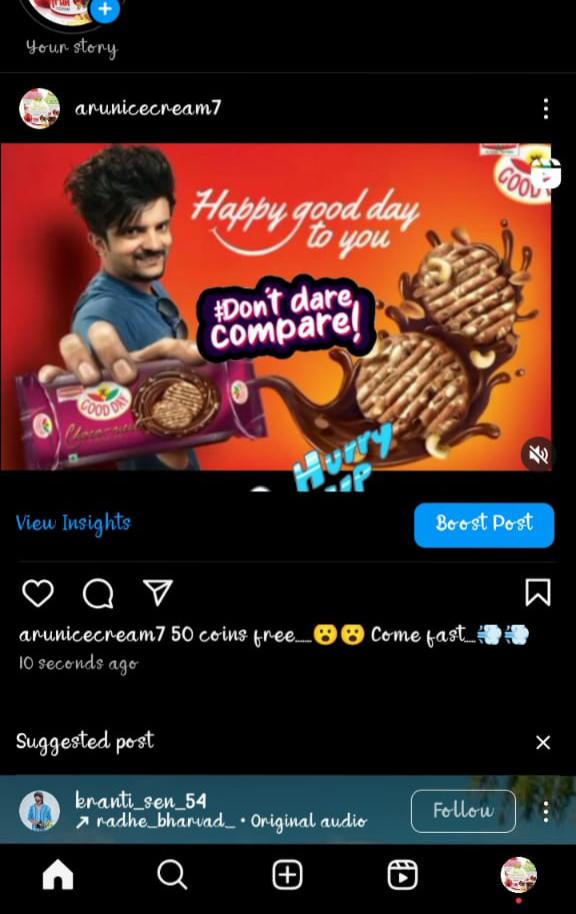 Your story
arunicecream7
GOOD
Happy good day
to you
#Don't dare
compare!
GOOD DAY
Hurry
UP
View Insights
Boost Post
arunicecream7 50 coins free.....😮😮 Come fast...💨💨
10 seconds ago
Suggested post
kranti_sen_54
↗ radhe_bharvad_ • Original audio
Follow